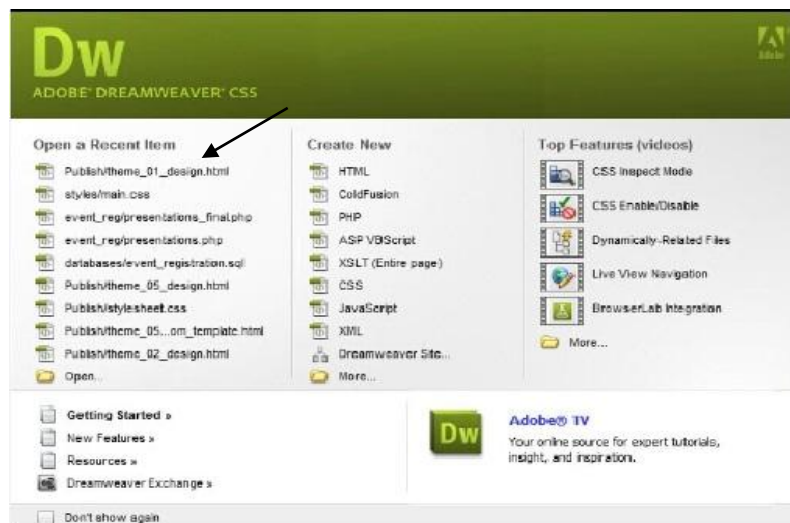 Dw
ADOBE® DREAMWEAVER® CS5
Adobe
Open a Recent Item
Publish/theme_01_design.html
styles/main.css
event_reg/presentations_final.php
event_reg/presentations.php
databases/event_registration.sql
Publish/theme_05_design.html
Publish/stylesheet.css
Publish/theme_05...om_template.html
Publish/theme_02_design.html
Open...
Create New
HTML
ColdFusion
PHP
ASP VBScript
XSLT (Entire page)
CSS
JavaScript
XML
Dreamweaver Site...
More...
Top Features (videos)
CSS Inspect Mode
CSS Enable/Disable
Dynamically-Related Files
Live View Navigation
BrowserLab Integration
More...
Getting Started »
New Features »
Resources »
Dreamweaver Exchange »
Dw
Adobe® TV
Your online source for expert tutorials,
insight, and inspiration.
Don't show again